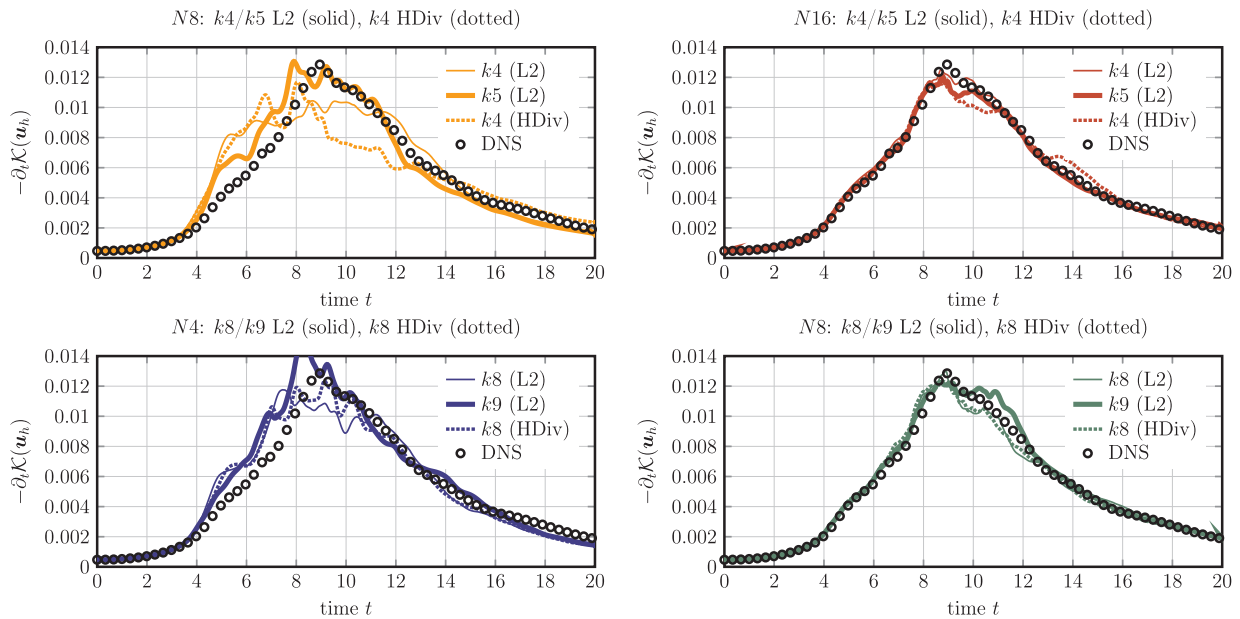 N8: k4/k5 L2 (solid), k4 HDiv (dotted)
0.014
0.012
0.01
0.008
0.006
0.004
0.002
0
−∂ₜ𝒦(𝒖ₕ)
k4 (L2)
k5 (L2)
k4 (HDiv)
DNS
0 2 4 6 8 10 12 14 16 18 20
time t
N16: k4/k5 L2 (solid), k4 HDiv (dotted)
0.014
0.012
0.01
0.008
0.006
0.004
0.002
0
−∂ₜ𝒦(𝒖ₕ)
k4 (L2)
k5 (L2)
k4 (HDiv)
DNS
0 2 4 6 8 10 12 14 16 18 20
time t
N4: k8/k9 L2 (solid), k8 HDiv (dotted)
0.014
0.012
0.01
0.008
0.006
0.004
0.002
0
−∂ₜ𝒦(𝒖ₕ)
k8 (L2)
k9 (L2)
k8 (HDiv)
DNS
0 2 4 6 8 10 12 14 16 18 20
time t
N8: k8/k9 L2 (solid), k8 HDiv (dotted)
0.014
0.012
0.01
0.008
0.006
0.004
0.002
0
−∂ₜ𝒦(𝒖ₕ)
k8 (L2)
k9 (L2)
k8 (HDiv)
DNS
0 2 4 6 8 10 12 14 16 18 20
time t